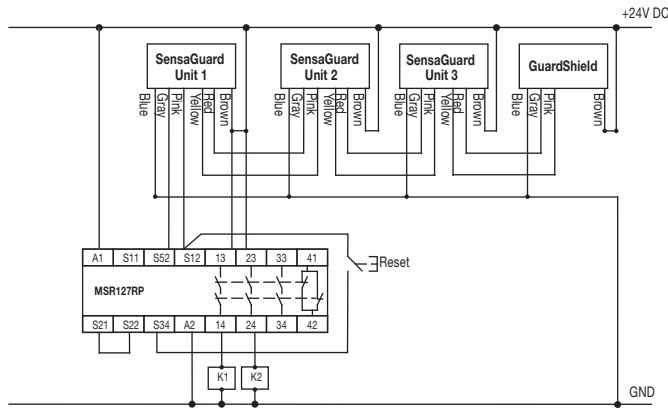 +24V DC
SensaGuard
Unit 1
SensaGuard
Unit 2
SensaGuard
Unit 3
GuardShield
Blue
Gray
Pink
Yellow
Red
Brown
Blue
Gray
Pink
Yellow
Red
Brown
Blue
Gray
Pink
Yellow
Red
Brown
Blue
Gray
Pink
Brown
A1 S11 S52 S12 13 23 33 41
Reset
MSR127RP
S21 S22 S34 A2 14 24 34 42
K1 K2
GND